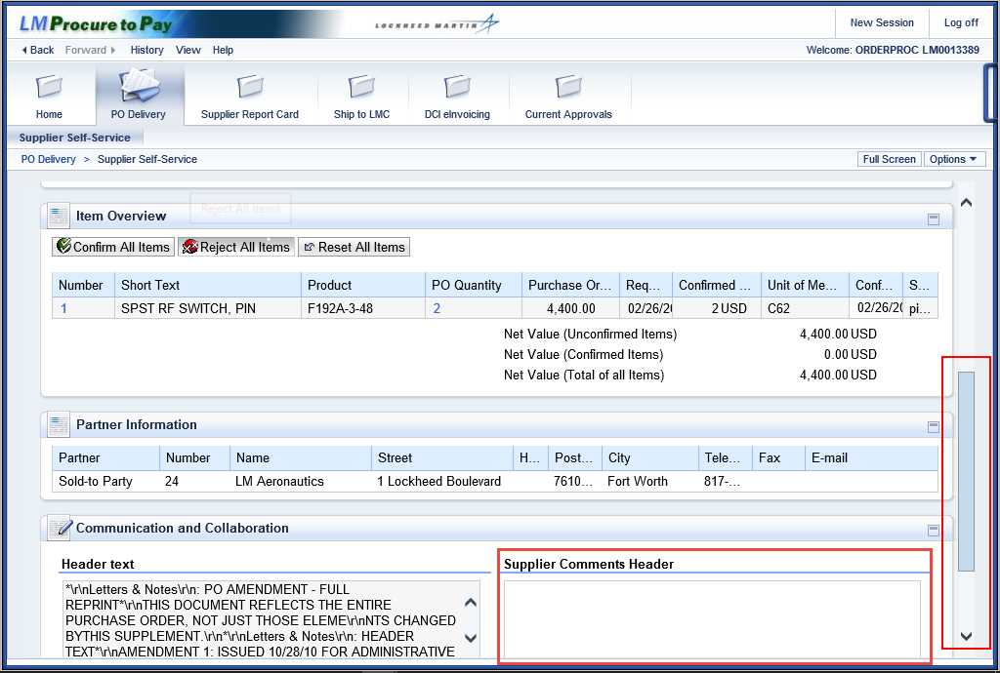 LM Procure to Pay
LOCKHEED MARTIN
New Session
Log off
Back Forward History View Help
Welcome: ORDERPROC LM0013389
Home
PO Delivery
Supplier Report Card
Ship to LMC
DCI eInvoicing
Current Approvals
Supplier Self-Service
PO Delivery > Supplier Self-Service
Full Screen
Options
Reject All Items
Item Overview
Confirm All Items
Reject All Items
Reset All Items
Number Short Text Product PO Quantity Purchase Or... Req... Confirmed ... Unit of Me... Conf... S...
1 SPST RF SWITCH, PIN F192A-3-48 2 4,400.00 02/26/20 2 USD C62 02/26/20 pi...
Net Value (Unconfirmed Items) 4,400.00 USD
Net Value (Confirmed Items) 0.00 USD
Net Value (Total of all Items) 4,400.00 USD
Partner Information
Partner Number Name Street H... Post... City Tele... Fax E-mail
Sold-to Party 24 LM Aeronautics 1 Lockheed Boulevard 7610... Fort Worth 817-...
Communication and Collaboration
Header text
*\r\nLetters & Notes\r\n: PO AMENDMENT - FULL
REPRINT*\r\nTHIS DOCUMENT REFLECTS THE ENTIRE
PURCHASE ORDER, NOT JUST THOSE ELEME\r\nNTS CHANGED
BYTHIS SUPPLEMENT.\r\n*\r\nLetters & Notes\r\n: HEADER
TEXT*\r\nAMENDMENT 1: ISSUED 10/28/10 FOR ADMINISTRATIVE
Supplier Comments Header